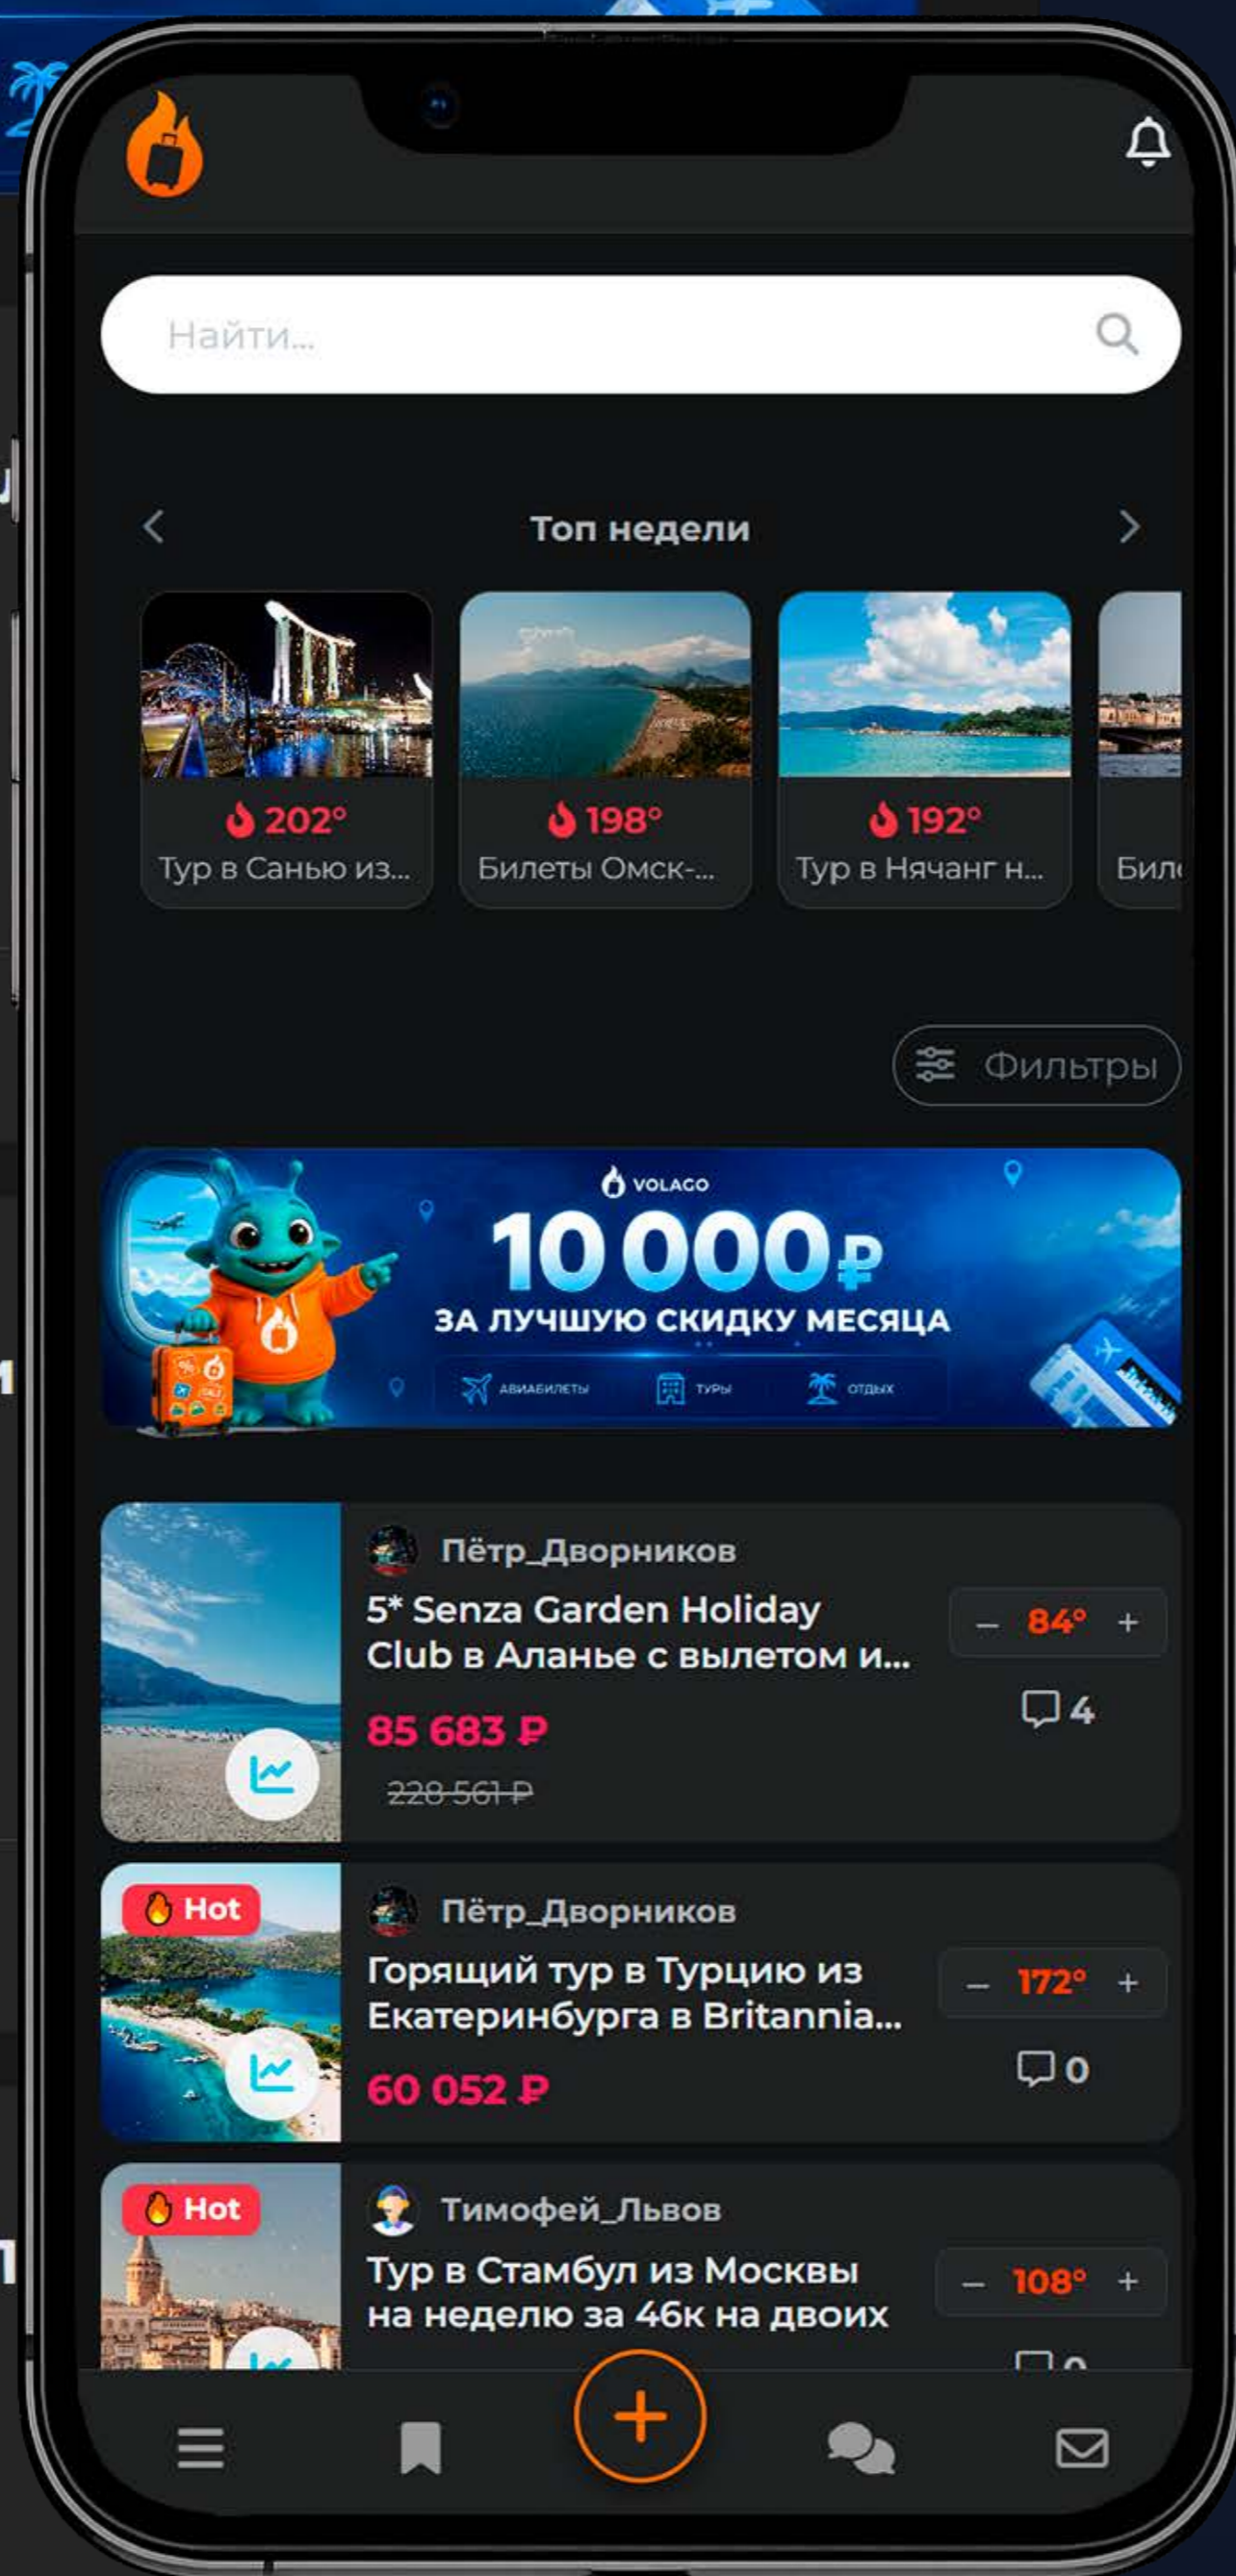 Найти...
Топ недели
202°
Тур в Санью из...
198°
Билеты Омск-...
192°
Тур в Нячанг н...
Фильтры
VOLAGO
10 000₽
ЗА ЛУЧШУЮ СКИДКУ МЕСЯЦА
АВИАБИЛЕТЫ
ТУРЫ
ОТДЫХ
Пётр_Дворников
5* Senza Garden Holiday
Club в Аланье с вылетом и...
– 84° +
85 683 ₽
4
228 561 ₽
Hot
Пётр_Дворников
Горящий тур в Турцию из
Екатеринбурга в Britannia...
– 172° +
60 052 ₽
0
Hot
Тимофей_Львов
Тур в Стамбул из Москвы
на неделю за 46к на двоих
– 108° +